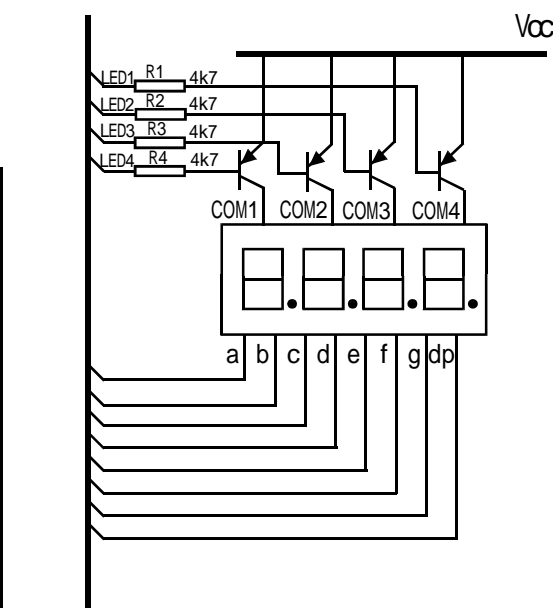 Vcc
LED1 R1 4k7
LED2 R2 4k7
LED3 R3 4k7
LED4 R4 4k7
COM1 COM2 COM3 COM4
a b c d e f g dp